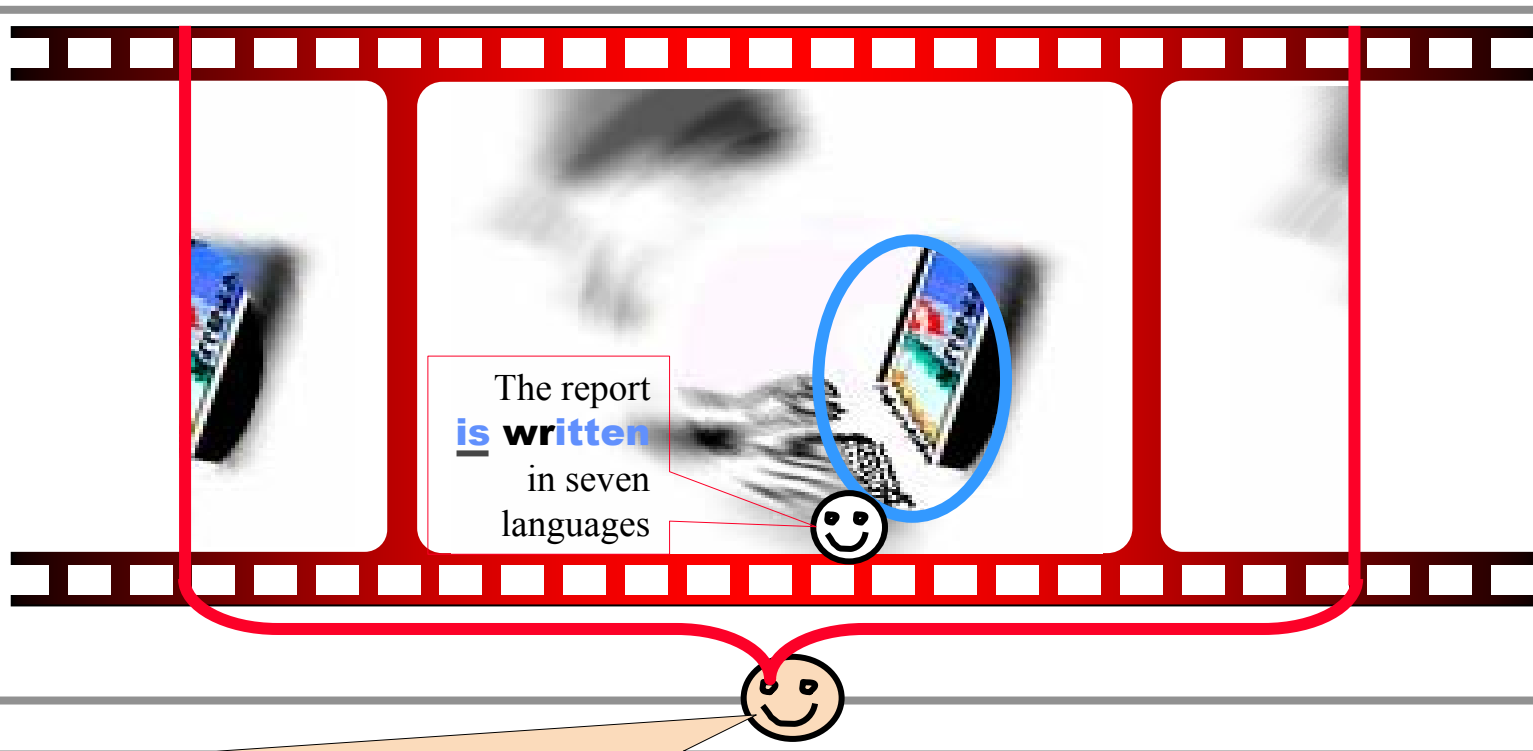 The report
is written
in seven
languages